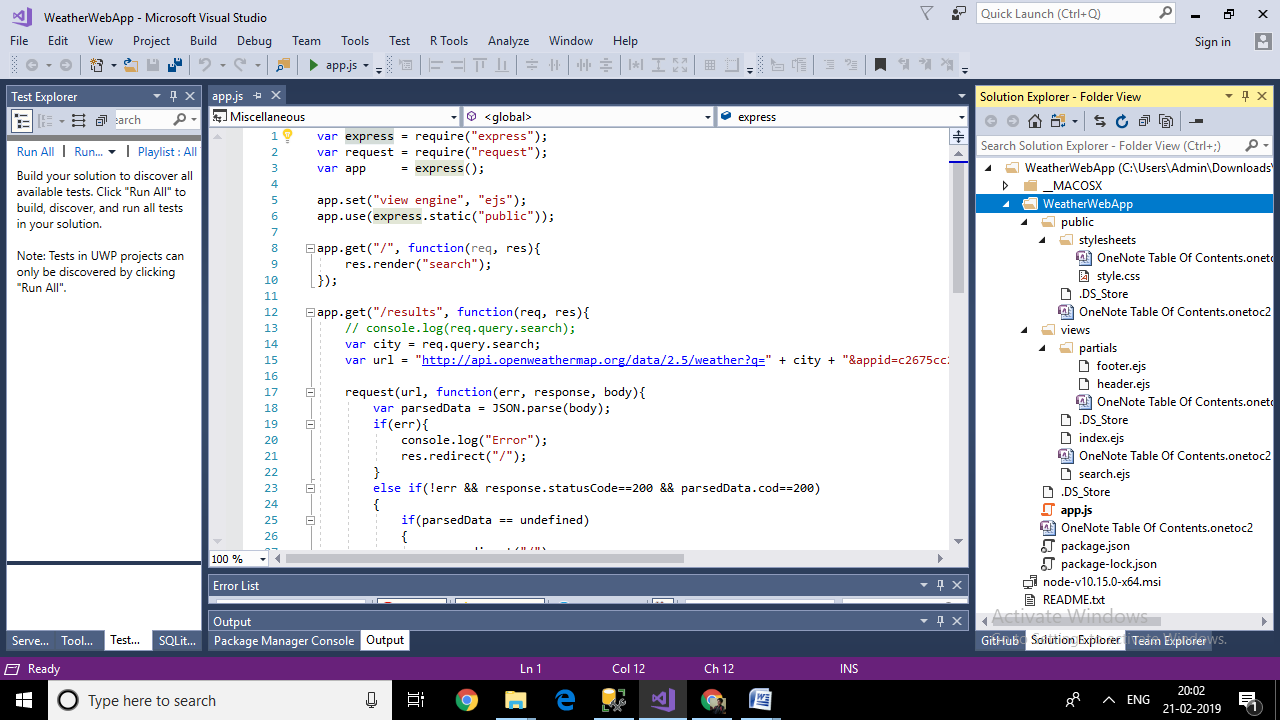 WeatherWebApp - Microsoft Visual Studio
Quick Launch (Ctrl+Q)
File Edit View Project Build Debug Team Tools Test R Tools Analyze Window Help
Sign in
app.js
Test Explorer
Search
Run All | Run... | Playlist : All
Build your solution to discover all
available tests. Click "Run All" to
build, discover, and run all tests
in your solution.
Note: Tests in UWP projects can
only be discovered by clicking
"Run All".
Serve... Tool... Test... SQLit...
app.js
Miscellaneous
<global>
express
1 var express = require("express");
2 var request = require("request");
3 var app     = express();
4
5 app.set("view engine", "ejs");
6 app.use(express.static("public"));
7
8 app.get("/", function(req, res){
9     res.render("search");
10 });
11
12 app.get("/results", function(req, res){
13     // console.log(req.query.search);
14     var city = req.query.search;
15     var url = "http://api.openweathermap.org/data/2.5/weather?q=" + city + "&appid=c2675cc
16
17     request(url, function(err, response, body){
18         var parsedData = JSON.parse(body);
19         if(err){
20             console.log("Error");
21             res.redirect("/");
22         }
23         else if(!err && response.statusCode==200 && parsedData.cod==200)
24         {
25             if(parsedData == undefined)
26             {
100 %
Error List
Output
Package Manager Console Output
Solution Explorer - Folder View
Search Solution Explorer - Folder View (Ctrl+;)
WeatherWebApp (C:\Users\Admin\Downloads\
__MACOSX
WeatherWebApp
public
stylesheets
OneNote Table Of Contents.oneto
style.css
.DS_Store
OneNote Table Of Contents.onetoc2
views
partials
footer.ejs
header.ejs
OneNote Table Of Contents.oneto
.DS_Store
index.ejs
OneNote Table Of Contents.onetoc2
search.ejs
.DS_Store
app.js
OneNote Table Of Contents.onetoc2
package.json
package-lock.json
node-v10.15.0-x64.msi
README.txt
Activate Windows
Go to Settings to activate Windows.
GitHub Solution Explorer Team Explorer
Ready Ln 1 Col 12 Ch 12 INS
Type here to search
ENG
20:02
21-02-2019
1